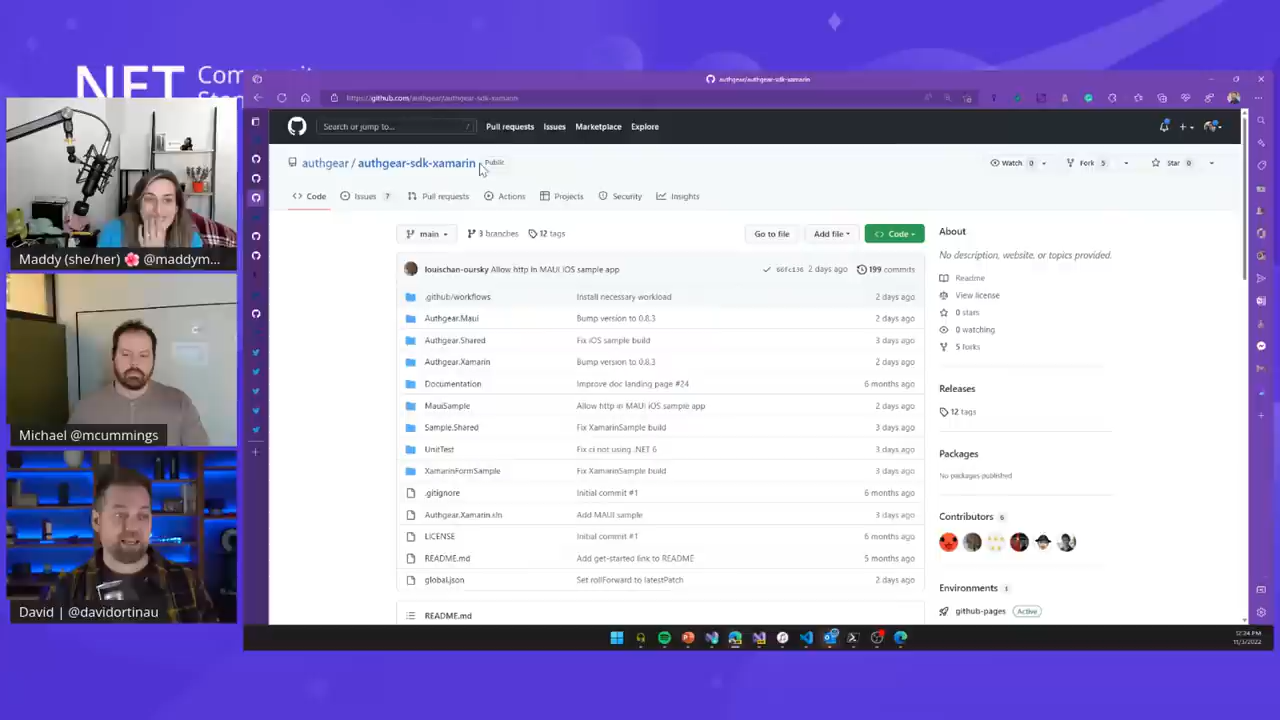 .NET Community
authgear/authgear-sdk-xamarin
https://github.com/authgear/authgear-sdk-xamarin
Search or jump to... /
Pull requests Issues Marketplace Explore
authgear / authgear-sdk-xamarin Public
Watch 0 Fork 5 Star 0
Code Issues 7 Pull requests Actions Projects Security Insights
main 3 branches 12 tags Go to file Add file Code
louischan-oursky Allow http in MAUI iOS sample app 2 days ago 199 commits
.github/workflows Install necessary workload 2 days ago
Authgear.Maui Bump version to 0.8.3 2 days ago
Authgear.Shared Fix iOS sample build 3 days ago
Authgear.Xamarin Bump version to 0.8.3 2 days ago
Documentation Improve doc landing page #24 6 months ago
MauiSample Allow http in MAUI iOS sample app 2 days ago
Sample.Shared Fix XamarinSample build 3 days ago
UnitTest Fix ci not using .NET 6 3 days ago
XamarinFormSample Fix XamarinSample build 3 days ago
.gitignore Initial commit #1 6 months ago
Authgear.Xamarin.sln Add MAUI sample 3 days ago
LICENSE Initial commit #1 6 months ago
README.md Add get-started link to README 5 months ago
global.json Set rollForward to latestPatch 2 days ago
README.md
About
No description, website, or topics provided.
Readme
View license
0 stars
0 watching
5 forks
Releases
12 tags
Packages
No packages published
Contributors 6
Environments 1
github-pages Active
Maddy (she/her) 🌸 @maddym...
Michael @mcummings
David | @davidortinau
12:34 PM
11/3/2022